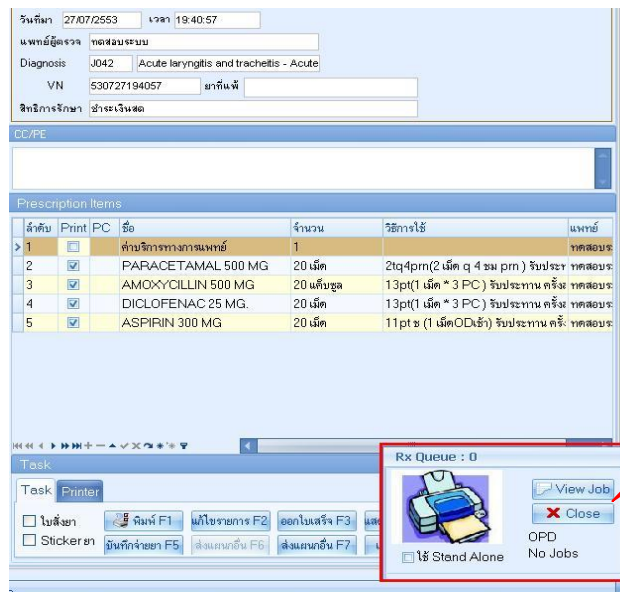 วันที่มา 27/07/2553 เวลา 19:40:57
แพทย์ผู้ตรวจ ทดสอบระบบ
Diagnosis J042 Acute laryngitis and tracheitis - Acute
VN 530727194057 ยาที่แพ้
สิทธิการรักษา ชำระเงินสด
CC/PE
Prescription Items
ลำดับ Print PC ชื่อ จำนวน วิธีการใช้ แพทย์
1 ค่าบริการทางการแพทย์ 1 ทดสอบร
2 PARACETAMAL 500 MG 20 เม็ด 2tq4prn(2 เม็ด q 4 ชม prn ) รับประท ทดสอบร
3 AMOXYCILLIN 500 MG 20 แค็บซูล 13pt(1 เม็ด * 3 PC ) รับประทาน ครั้ง ทดสอบร
4 DICLOFENAC 25 MG. 20 เม็ด 13pt(1 เม็ด * 3 PC ) รับประทาน ครั้ง ทดสอบร
5 ASPIRIN 300 MG 20 เม็ด 11pt ช (1 เม็ดODเช้า) รับประทาน ครั้ ทดสอบร
Rx Queue : 0
Task
Task Printer
View Job
Close
ใบสั่งยา พิมพ์ F1 แก้ไขรายการ F2 ออกใบเสร็จ F3
Sticker ยา บันทึกจ่ายยา F5 ส่งแผนกอื่น F6 ส่งแผนกอื่น F7
OPD
ใช้ Stand Alone No Jobs